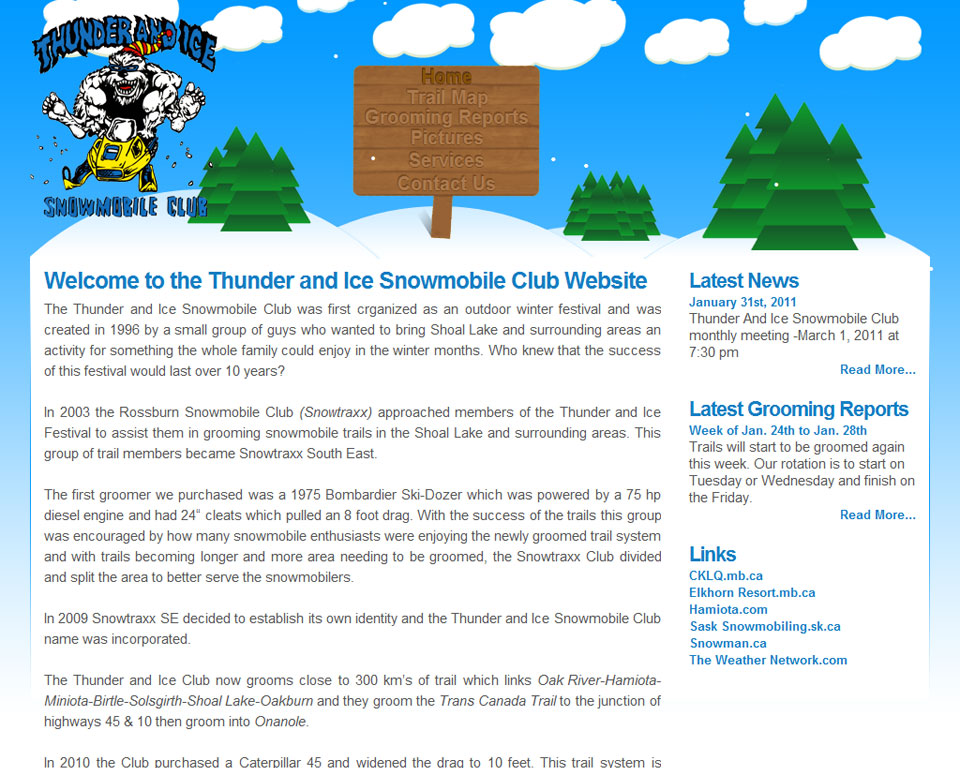 THUNDER AND ICE
SNOWMOBILE CLUB
Home
Trail Map
Grooming Reports
Pictures
Services
Contact Us
Welcome to the Thunder and Ice Snowmobile Club Website
The Thunder and Ice Snowmobile Club was first crganized as an outdoor winter festival and was
created in 1996 by a small group of guys who wanted to bring Shoal Lake and surrounding areas an
activity for something the whole family could enjoy in the winter months. Who knew that the success
of this festival would last over 10 years?
In 2003 the Rossburn Snowmobile Club (Snowtraxx) approached members of the Thunder and Ice
Festival to assist them in grooming snowmobile trails in the Shoal Lake and surrounding areas. This
group of trail members became Snowtraxx South East.
The first groomer we purchased was a 1975 Bombardier Ski-Dozer which was powered by a 75 hp
diesel engine and had 24“ cleats which pulled an 8 foot drag. With the success of the trails this group
was encouraged by how many snowmobile enthusiasts were enjoying the newly groomed trail system
and with trails becoming longer and more area needing to be groomed, the Snowtraxx Club divided
and split the area to better serve the snowmobilers.
In 2009 Snowtraxx SE decided to establish its own identity and the Thunder and Ice Snowmobile Club
name was incorporated.
The Thunder and Ice Club now grooms close to 300 km's of trail which links Oak River-Hamiota-
Miniota-Birtle-Solsgirth-Shoal Lake-Oakburn and they groom the Trans Canada Trail to the junction of
highways 45 & 10 then groom into Onanole.
In 2010 the Club purchased a Caterpillar 45 and widened the drag to 10 feet. This trail system is
Latest News
January 31st, 2011
Thunder And Ice Snowmobile Club
monthly meeting -March 1, 2011 at
7:30 pm
Read More...
Latest Grooming Reports
Week of Jan. 24th to Jan. 28th
Trails will start to be groomed again
this week. Our rotation is to start on
Tuesday or Wednesday and finish on
the Friday.
Read More...
Links
CKLQ.mb.ca
Elkhorn Resort.mb.ca
Hamiota.com
Sask Snowmobiling.sk.ca
Snowman.ca
The Weather Network.com